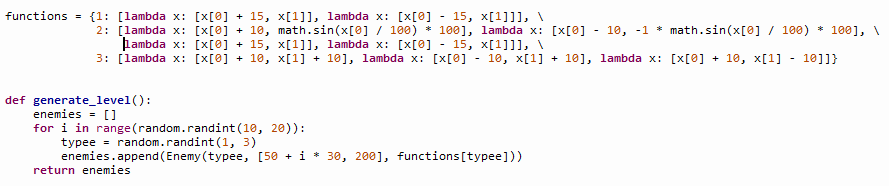 functions = {1: [lambda x: [x[0] + 15, x[1]], lambda x: [x[0] - 15, x[1]]], \
2: [lambda x: [x[0] + 10, math.sin(x[0] / 100) * 100], lambda x: [x[0] - 10, -1 * math.sin(x[0] / 100) * 100], \
lambda x: [x[0] + 15, x[1]], lambda x: [x[0] - 15, x[1]]], \
3: [lambda x: [x[0] + 10, x[1] + 10], lambda x: [x[0] - 10, x[1] + 10], lambda x: [x[0] + 10, x[1] - 10]]}
def generate_level():
enemies = []
for i in range(random.randint(10, 20)):
typee = random.randint(1, 3)
enemies.append(Enemy(typee, [50 + i * 30, 200], functions[typee]))
return enemies